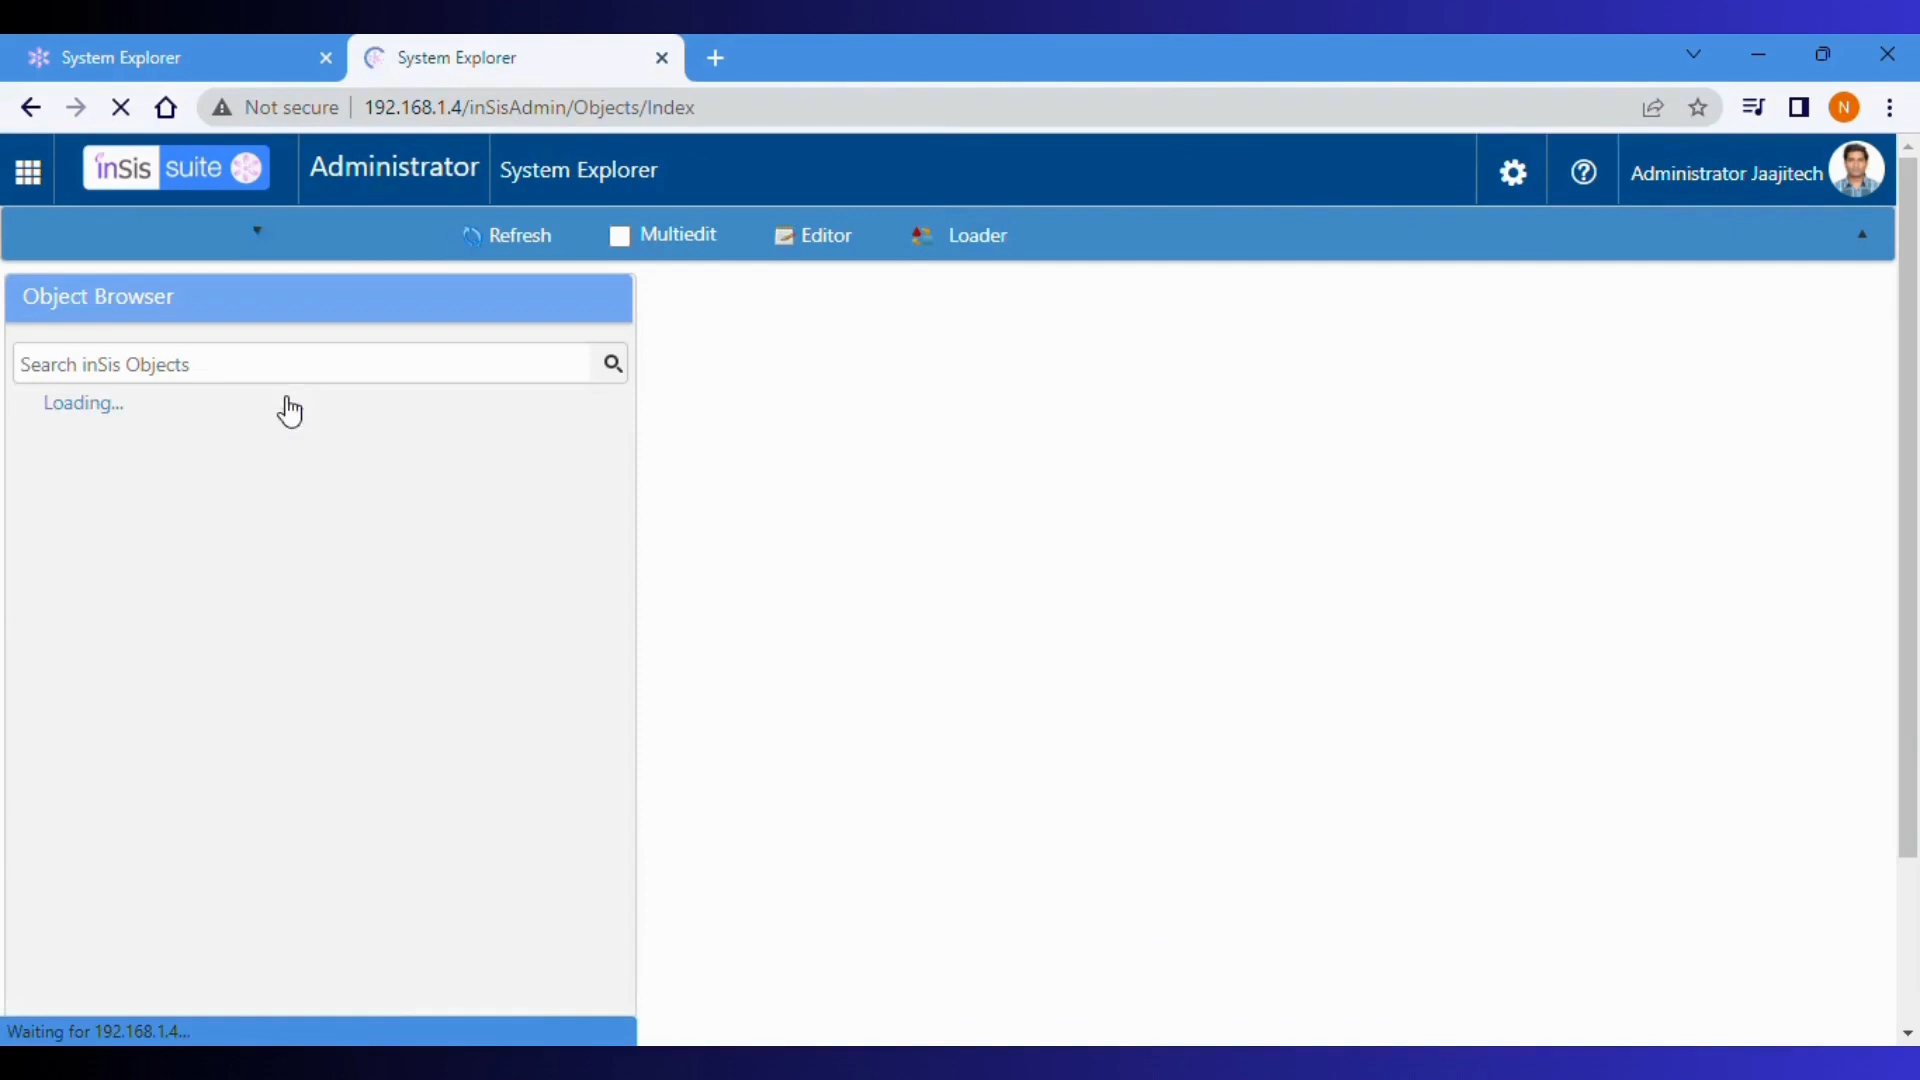 System Explorer
System Explorer
Not secure
192.168.1.4/inSisAdmin/Objects/Index
N
inSis suite
Administrator
System Explorer
Administrator Jaajitech
Refresh
Multiedit
Editor
Loader
Object Browser
Search inSis Objects
Loading...
Waiting for 192.168.1.4...